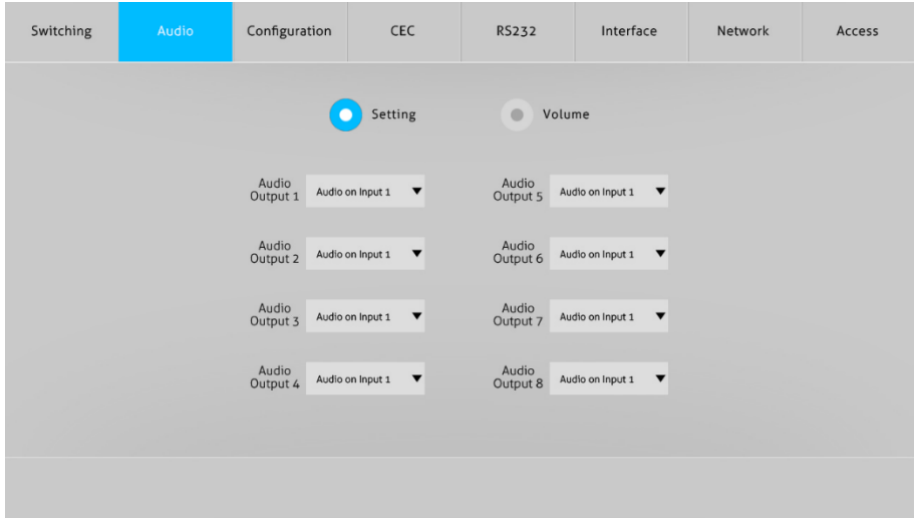 Switching Audio Configuration CEC RS232 Interface Network Access
Setting Volume
Audio Output 1 Audio on Input 1 Audio Output 5 Audio on Input 1
Audio Output 2 Audio on Input 1 Audio Output 6 Audio on Input 1
Audio Output 3 Audio on Input 1 Audio Output 7 Audio on Input 1
Audio Output 4 Audio on Input 1 Audio Output 8 Audio on Input 1